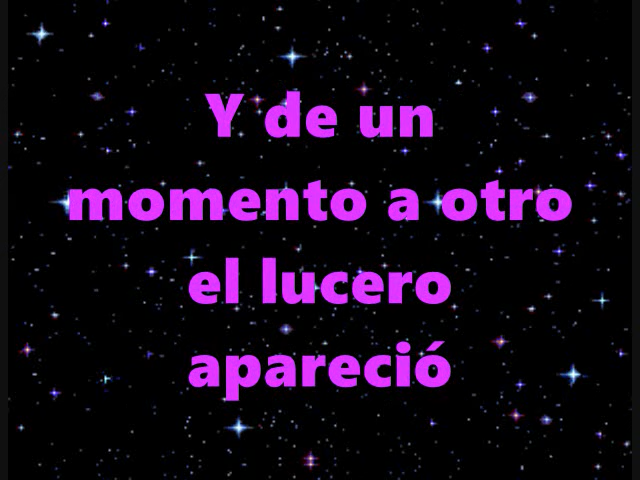 Y de un
momento a otro
el lucero
apareció